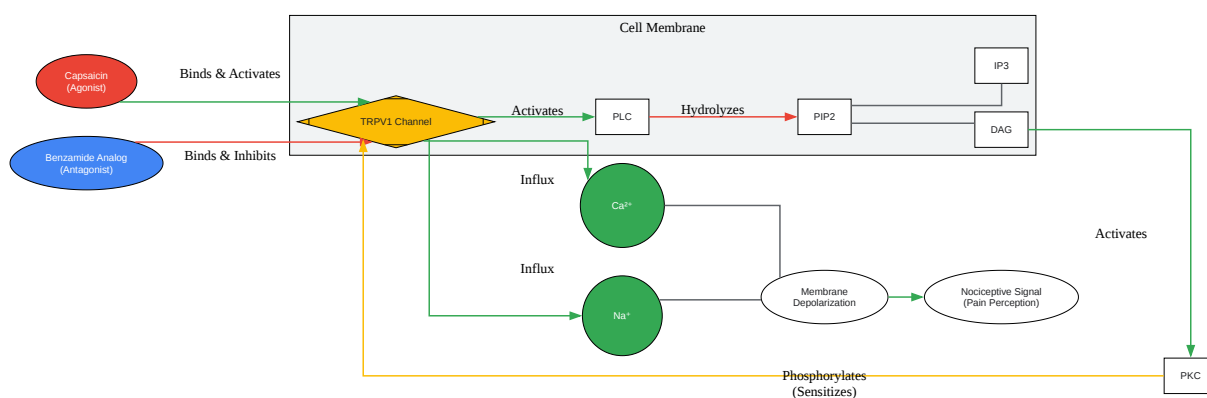 Cell Membrane
Capsaicin
(Agonist)
Binds & Activates
IP3
TRPV1 Channel
Activates
PLC
Hydrolyzes
PIP2
DAG
Benzamide Analog
(Antagonist)
Binds & Inhibits
Influx
Ca²⁺
Activates
Influx
Na⁺
Membrane
Depolarization
Nociceptive Signal
(Pain Perception)
Phosphorylates
(Sensitizes)
PKC